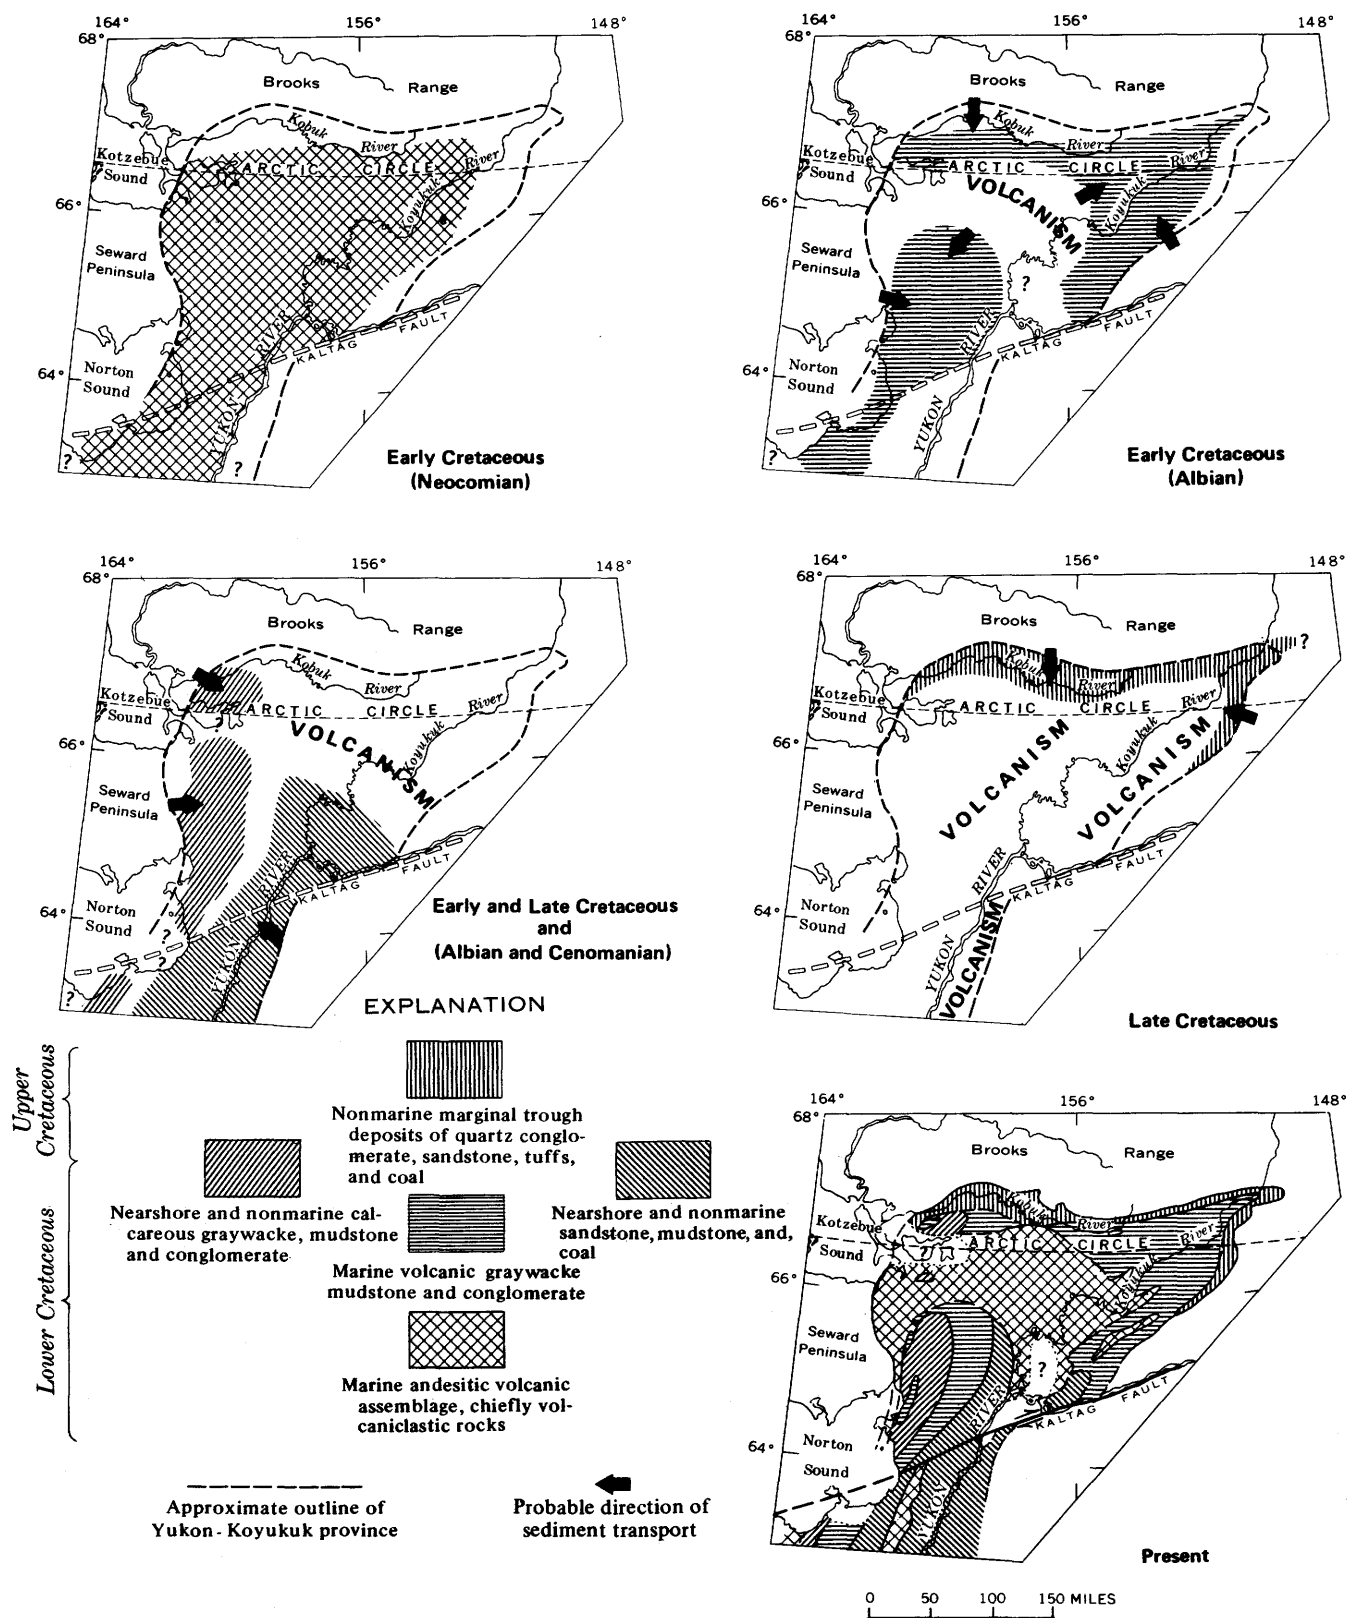 164°
156°
148°
68°
Brooks Range
Kobuk
River
River
Kotzebue
Sound
ARCTIC CIRCLE
Koyukuk
66°
Seward
Peninsula
RIVER
KALTAG FAULT
64°
Norton
Sound
YUKON
?
?
Early Cretaceous
(Neocomian)
164°
156°
148°
68°
Brooks Range
Kobuk
River
River
Kotzebue
Sound
ARCTIC CIRCLE
VOLCANISM
Koyukuk
66°
Seward
Peninsula
?
RIVER
KALTAG FAULT
64°
Norton
Sound
YUKON
?
Early Cretaceous
(Albian)
164°
156°
148°
68°
Brooks Range
Kobuk
River
River
Kotzebue
Sound
ARCTIC CIRCLE
?
VOLCANISM
Koyukuk
66°
Seward
Peninsula
RIVER
KALTAG FAULT
64°
Norton
Sound
?
?
YUKON
?
Early and Late Cretaceous
and
(Albian and Cenomanian)
164°
156°
148°
68°
Brooks Range
?
Kobuk
River
River
Kotzebue
Sound
ARCTIC CIRCLE
VOLCANISM
VOLCANISM
Koyukuk
66°
Seward
Peninsula
RIVER
KALTAG FAULT
64°
Norton
Sound
YUKON
VOLCANISM
Late Cretaceous
EXPLANATION
Upper
Cretaceous
Nonmarine marginal trough
deposits of quartz conglo-
merate, sandstone, tuffs,
and coal
Nearshore and nonmarine cal-
careous graywacke, mudstone
and conglomerate
Nearshore and nonmarine
sandstone, mudstone, and,
coal
Lower Cretaceous
Marine volcanic graywacke
mudstone and conglomerate
Marine andesitic volcanic
assemblage, chiefly vol-
caniclastic rocks
Approximate outline of
Yukon-Koyukuk province
Probable direction of
sediment transport
164°
156°
148°
68°
Brooks Range
Kobuk
River
River
Kotzebue
Sound
?
ARCTIC CIRCLE
Koyukuk
66°
Seward
Peninsula
?
RIVER
KALTAG FAULT
64°
Norton
Sound
?
YUKON
Present
0 50 100 150 MILES